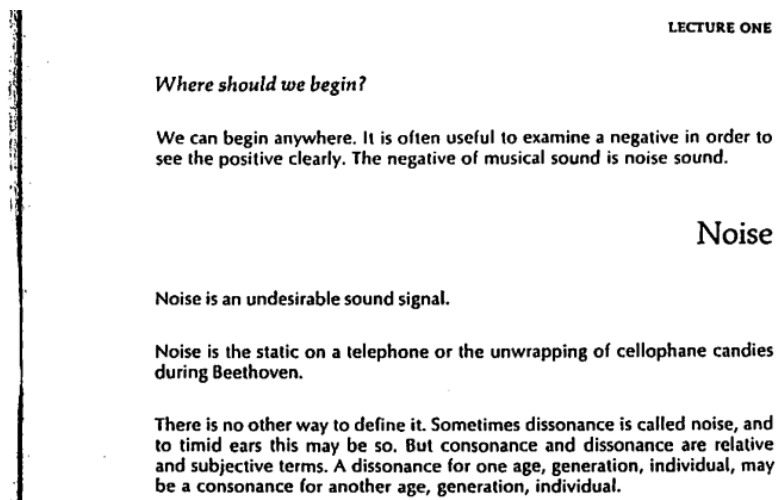 LECTURE ONE
Where should we begin?
We can begin anywhere. It is often useful to examine a negative in order to
see the positive clearly. The negative of musical sound is noise sound.
Noise
Noise is an undesirable sound signal.
Noise is the static on a telephone or the unwrapping of cellophane candies
during Beethoven.
There is no other way to define it. Sometimes dissonance is called noise, and
to timid ears this may be so. But consonance and dissonance are relative
and subjective terms. A dissonance for one age, generation, individual, may
be a consonance for another age, generation, individual.